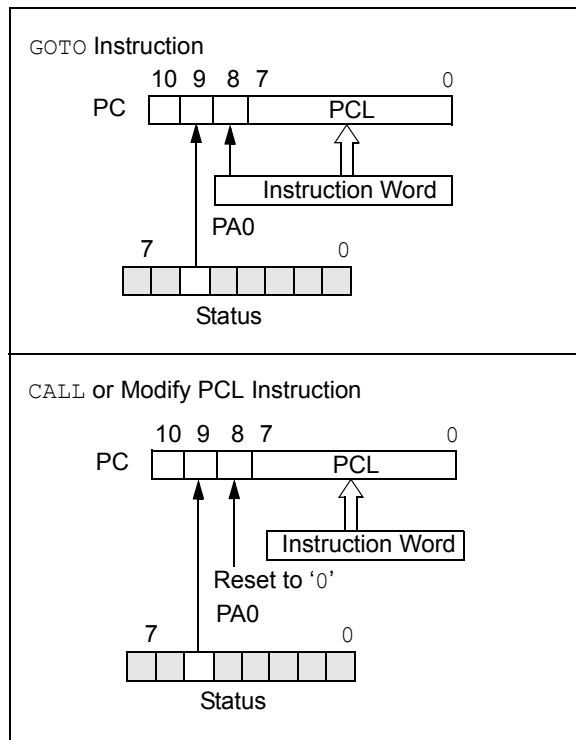 GOTO Instruction
10 9 8 7 0
PC PCL
Instruction Word
PA0
7 0
Status
CALL or Modify PCL Instruction
10 9 8 7 0
PC PCL
Instruction Word
Reset to ‘0’
PA0
7 0
Status